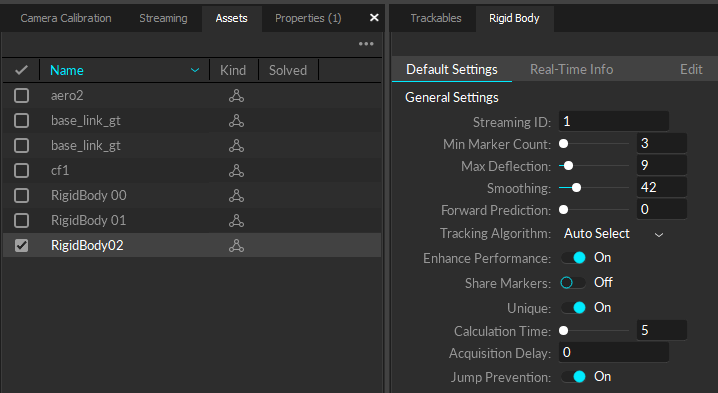 Camera Calibration Streaming Assets Properties (1)
Name Kind Solved
aero2
base_link_gt
base_link_gt
cf1
RigidBody 00
RigidBody 01
RigidBody02
Trackables Rigid Body
Default Settings Real-Time Info Edit
General Settings
Streaming ID: 1
Min Marker Count: 3
Max Deflection: 9
Smoothing: 42
Forward Prediction: 0
Tracking Algorithm: Auto Select
Enhance Performance: On
Share Markers: Off
Unique: On
Calculation Time: 5
Acquisition Delay: 0
Jump Prevention: On